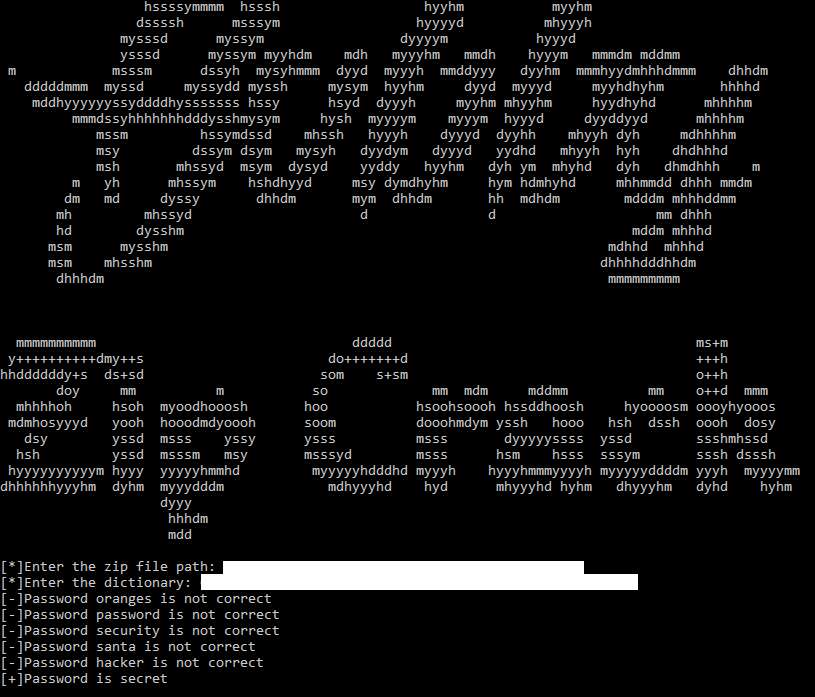 hssssymmmm hsssh hyyhm myyhm
dssssh msssym hyyyyd mhyyyh
mysssd myssym dyyyym hyyyd
ysssd myssym myyhdm mdh myyyhm mmdh hyyym mmmdm mddmm
m msssm dssyh mysyhmmm dyyd myyyh mmddyyy dyyhm mmmhyydmhhhdmmm dhhdm
dddddmmm myssd myssydd myssh mysym hyyhm dyyd myyyd myyhdhyhm hhhhd
mddhyyyyyyssyddddhysssssss hssy hsyd dyyyh myyhm mhyyhm hyydhyhd mhhhhm
mmmdssyhhhhhhhdddysshmysym hysh myyyym myyym hyyyd dyyddyyd mhhhhm
mssm hssymdssd mhssh hyyyh dyyyd dyyhh mhyyh dyh mdhhhhm
msy dssym dsym mysyh dyydym dyyyd yydhd mhyyh hyh dhdhhhd
msh mhssyd msym dysyd yyddy hyyhm dyh ym mhyhd dyh dhmdhhh m
m yh mhssym hshdhyyd msy dymdhyhm hym hdmhyhd mhhmmdd dhhh mmdm
dm md dyssy dhhdm mym dhhdm hh mdhdm mdddm mhhhddmm
mh mhssyd d d mm dhhh
hd dysshm mddm mhhhd
msm mysshm mdhhd mhhhd
msm mhsshm dhhhhdddhhdm
dhhhdm mmmmmmmmm
mmmmmmmmmm ddddd ms+m
y++++++++++dmy++s do+++++++d +++h
hhddddddy+s ds+sd som s+sm o++h
doy mm m so mm mdm mddmm mm o++d mmm
mhhhhoh hsoh myoodhooosh hoo hsoohsoooh hssddhoosh hyoooosm oooyhyooos
mdmhosyyyd yooh hooodmdyoooh soom dooohmdym yssh hooo hsh dssh oooh dosy
dsy yssd msss yssy ysss msss dyyyyyssss yssd ssshmhssd
hsh yssd msssm msy msssyd msss hsm hsss sssym sssh dsssh
hyyyyyyyyyym hyyy yyyyyhmmhd myyyyyhdddhd myyyh hyyyhmmmyyyyh myyyyyddddm yyyh myyyymm
dhhhhhhyyyhm dyhm myyydddm mdhyyyhd hyd mhyyyhd hyhm dhyyyhm dyhd hyhm
dyyy
hhhdm
mdd
[*]Enter the zip file path:
[*]Enter the dictionary:
[-]Password oranges is not correct
[-]Password password is not correct
[-]Password security is not correct
[-]Password santa is not correct
[-]Password hacker is not correct
[+]Password is secret